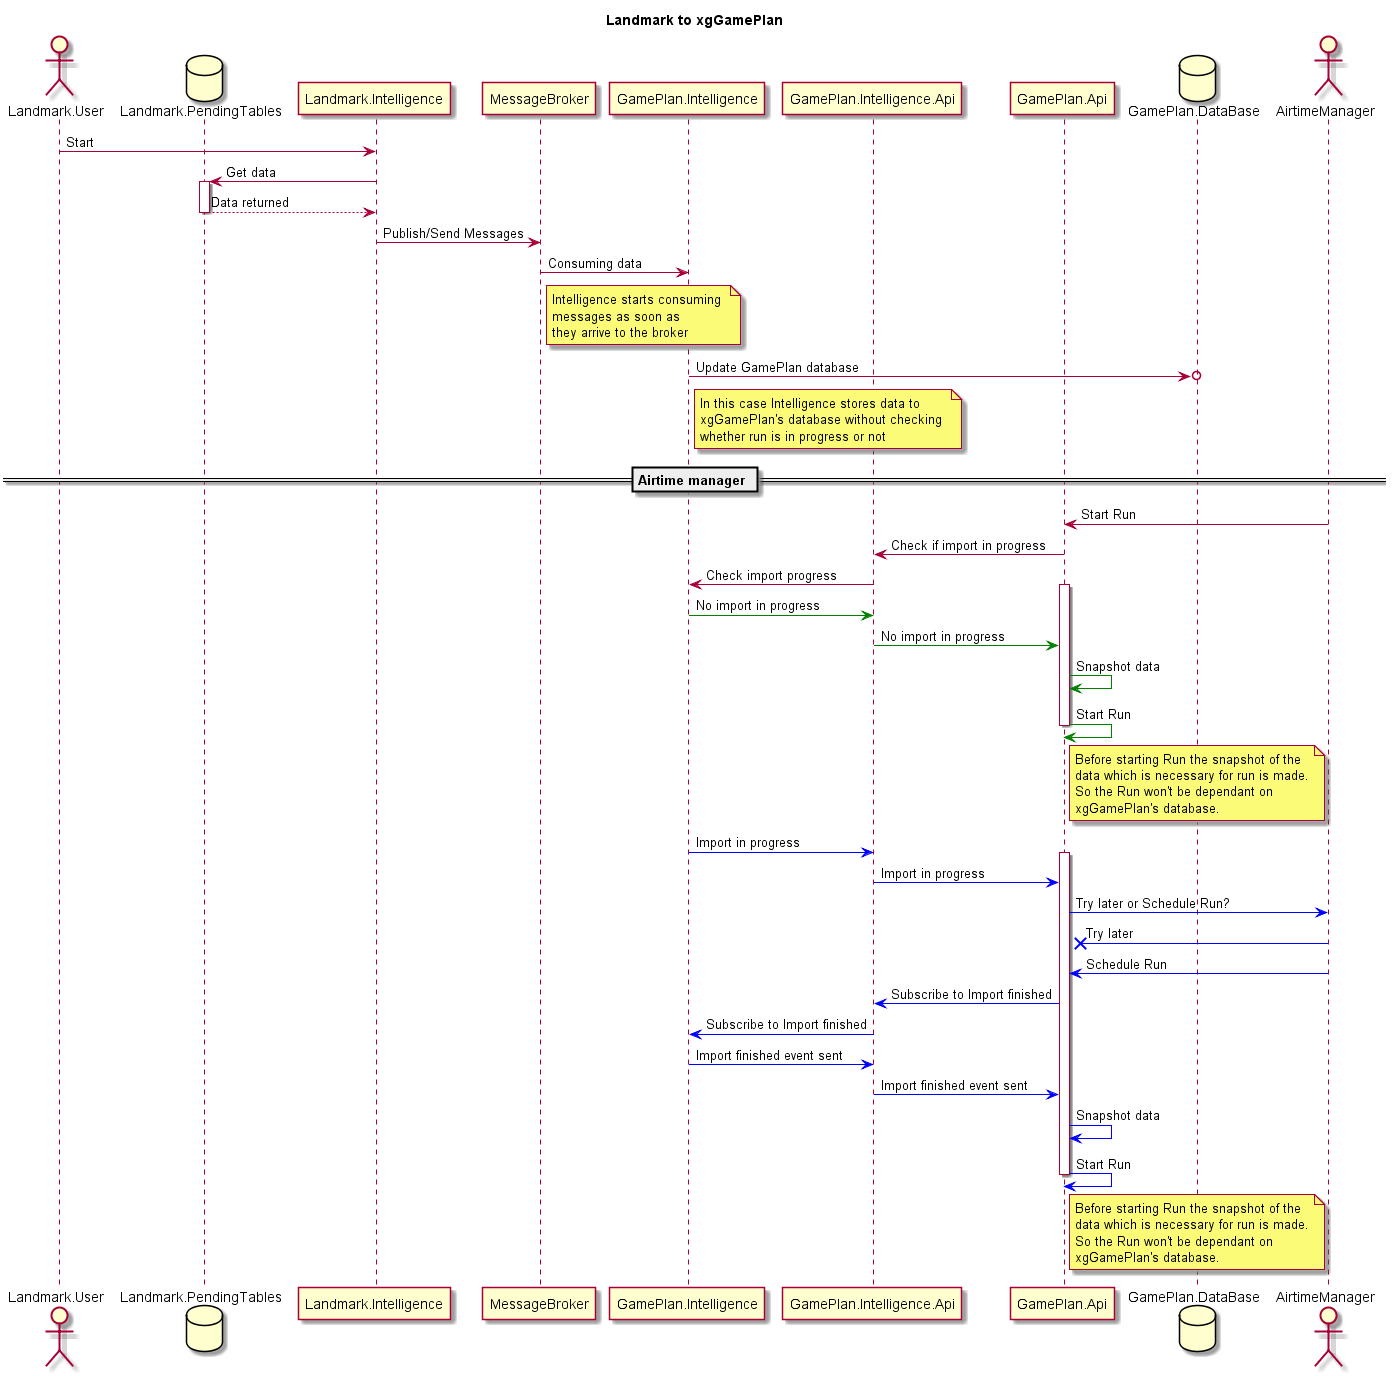 Landmark to xgGamePlan
Landmark.User
Landmark.PendingTables
Landmark.Intelligence
MessageBroker
GamePlan.Intelligence
GamePlan.Intelligence.Api
GamePlan.Api
GamePlan.DataBase
AirtimeManager
Start
Get data
Data returned
Publish/Send Messages
Consuming data
Intelligence starts consuming
messages as soon as
they arrive to the broker
Update GamePlan database
In this case Intelligence stores data to
xgGamePlan's database without checking
whether run is in progress or not
Airtime manager
Start Run
Check if import in progress
Check import progress
No import in progress
No import in progress
Snapshot data
Start Run
Before starting Run the snapshot of the
data which is necessary for run is made.
So the Run won't be dependant on
xgGamePlan's database.
Import in progress
Import in progress
Try later or Schedule Run?
Try later
Schedule Run
Subscribe to Import finished
Subscribe to Import finished
Import finished event sent
Import finished event sent
Snapshot data
Start Run
Before starting Run the snapshot of the
data which is necessary for run is made.
So the Run won't be dependant on
xgGamePlan's database.
Landmark.User
Landmark.PendingTables
Landmark.Intelligence
MessageBroker
GamePlan.Intelligence
GamePlan.Intelligence.Api
GamePlan.Api
GamePlan.DataBase
AirtimeManager